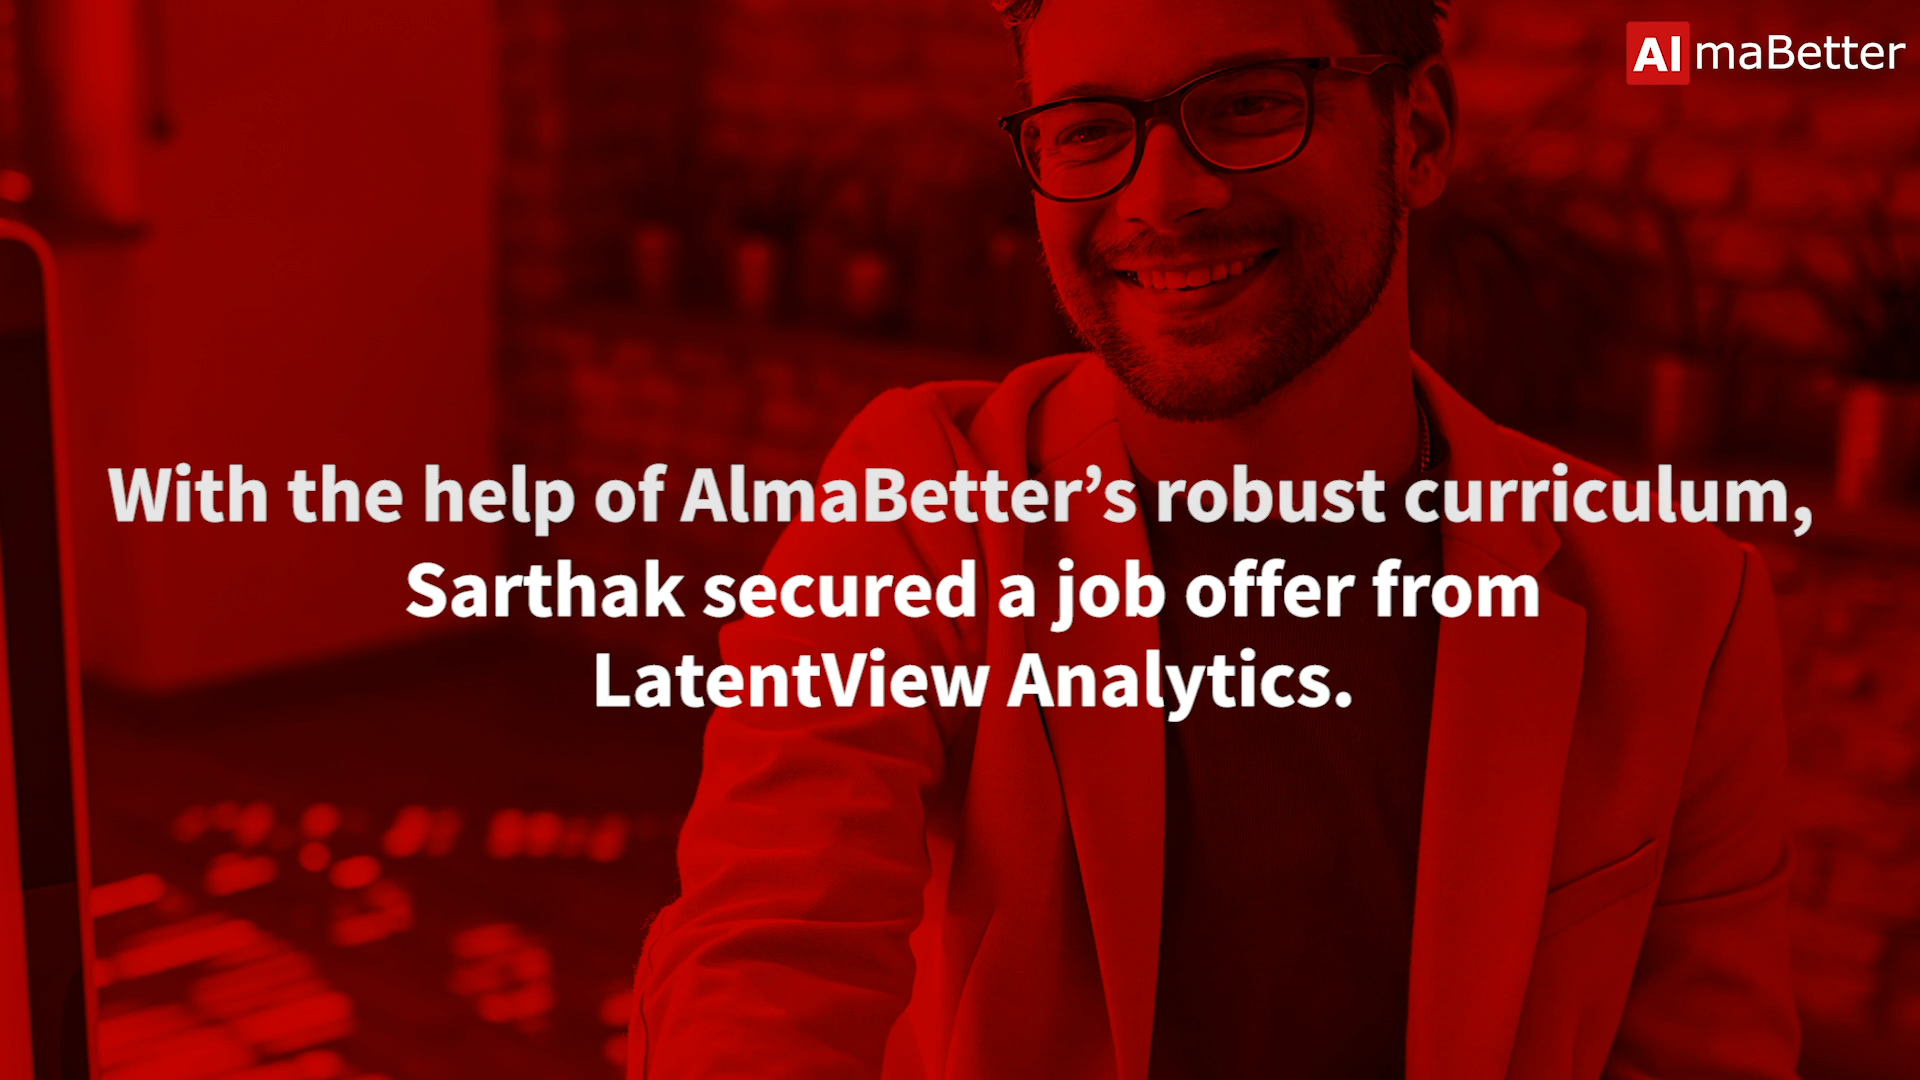 AlmaBetter
With the help of AlmaBetter’s robust curriculum,
Sarthak secured a job offer from
LatentView Analytics.